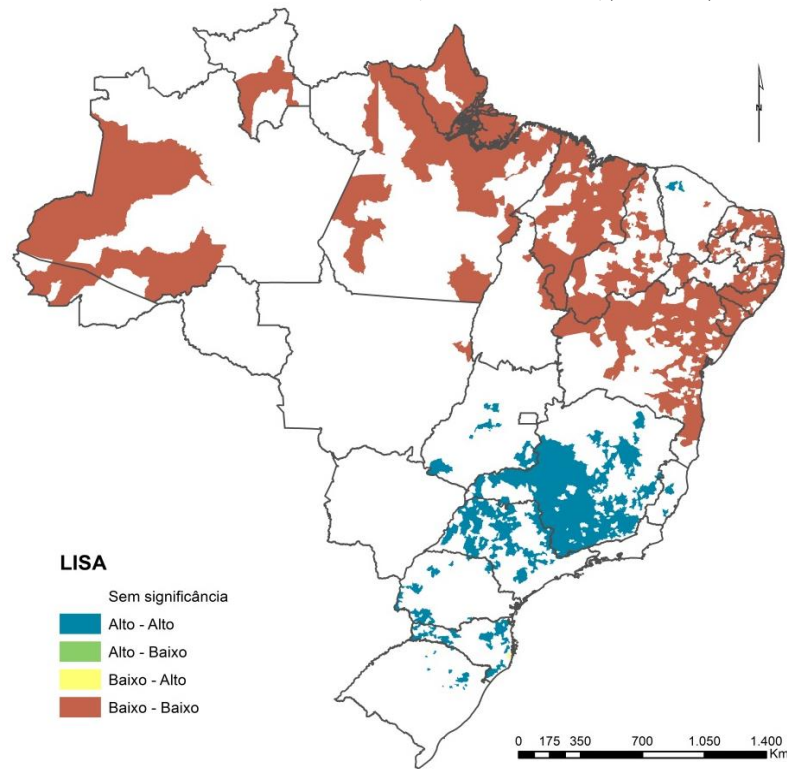 N
LISA
Sem significância
Alto - Alto
Alto - Baixo
Baixo - Alto
Baixo - Baixo
0 175 350 700 1.050 1.400
Km